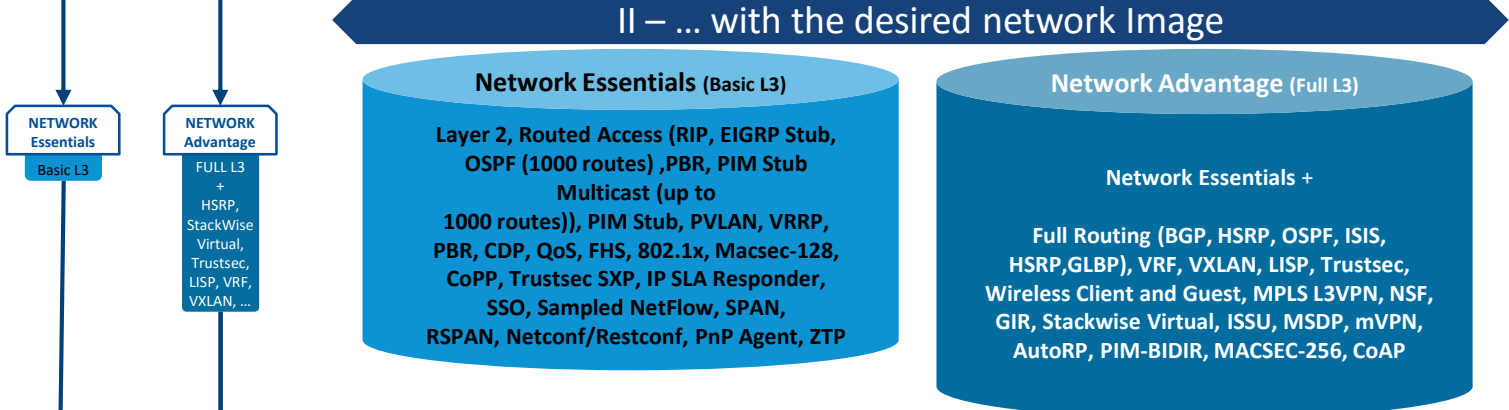 II – … with the desired network Image
NETWORK
Essentials
Basic L3
NETWORK
Advantage
FULL L3
+
HSRP,
StackWise
Virtual,
Trustsec,
LISP, VRF,
VXLAN, …
Network Essentials (Basic L3)
Layer 2, Routed Access (RIP, EIGRP Stub,
OSPF (1000 routes) ,PBR, PIM Stub
Multicast (up to
1000 routes)), PIM Stub, PVLAN, VRRP,
PBR, CDP, QoS, FHS, 802.1x, Macsec-128,
CoPP, Trustsec SXP, IP SLA Responder,
SSO, Sampled NetFlow, SPAN,
RSPAN, Netconf/Restconf, PnP Agent, ZTP
Network Advantage (Full L3)
Network Essentials +
Full Routing (BGP, HSRP, OSPF, ISIS,
HSRP,GLBP), VRF, VXLAN, LISP, Trustsec,
Wireless Client and Guest, MPLS L3VPN, NSF,
GIR, Stackwise Virtual, ISSU, MSDP, mVPN,
AutoRP, PIM-BIDIR, MACSEC-256, CoAP